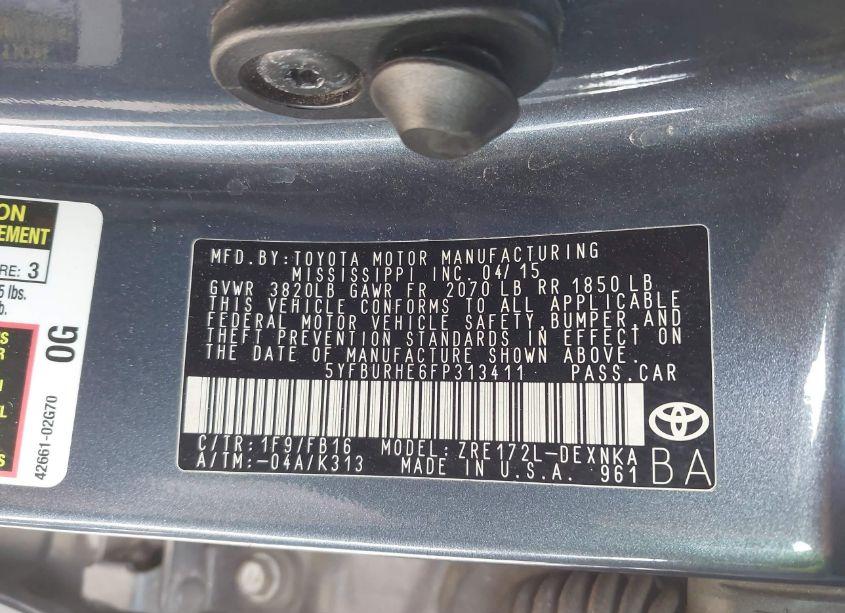 MFD.BY:TOYOTA MOTOR MANUFACTURING
MISSISSIPPI INC. 04/15
GVWR 3820LB GAWR FR 2070 LB RR 1850 LB
THIS VEHICLE CONFORMS TO ALL APPLICABLE
FEDERAL MOTOR VEHICLE SAFETY,BUMPER,AND
THEFT PREVENTION STANDARDS IN EFFECT ON
THE DATE OF MANUFACTURE SHOWN ABOVE.
5YFBURHE6FP313411 PASS.CAR
C/TR:1F9/FB16 MODEL:ZRE172L-DEXNKA
A/TM:-04A/K313 MADE IN U.S.A. 961 BA
ON
EMENT
RE: 3
5 lbs.
b.
0G
42661-02G70